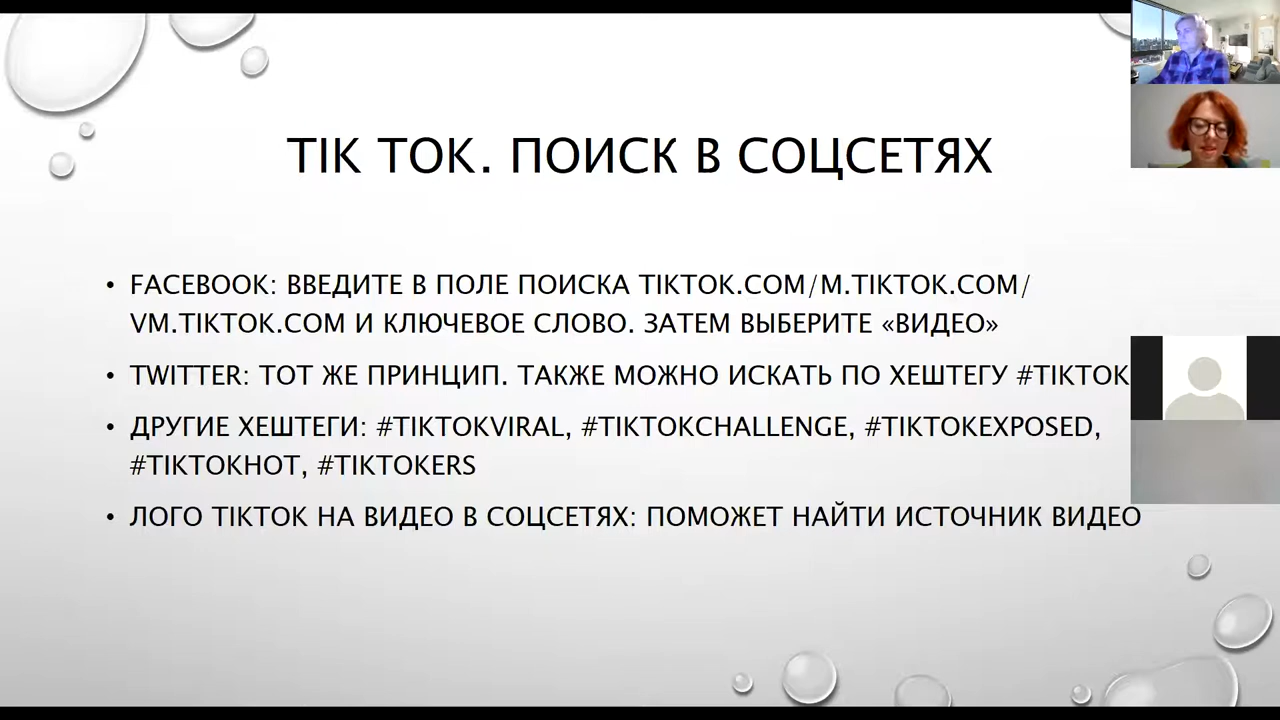 TIK TOK. ПОИСК В СОЦСЕТЯХ
• FACEBOOK: ВВЕДИТЕ В ПОЛЕ ПОИСКА TIKTOK.COM/M.TIKTOK.COM/
VM.TIKTOK.COM И КЛЮЧЕВОЕ СЛОВО. ЗАТЕМ ВЫБЕРИТЕ «ВИДЕО»
• TWITTER: ТОТ ЖЕ ПРИНЦИП. ТАКЖЕ МОЖНО ИСКАТЬ ПО ХЕШТЕГУ #TIKTOK
• ДРУГИЕ ХЕШТЕГИ: #TIKTOKVIRAL, #TIKTOKCHALLENGE, #TIKTOKEXPOSED,
#TIKTOKHOT, #TIKTOKERS
• ЛОГО TIKTOK НА ВИДЕО В СОЦСЕТЯХ: ПОМОЖЕТ НАЙТИ ИСТОЧНИК ВИДЕО